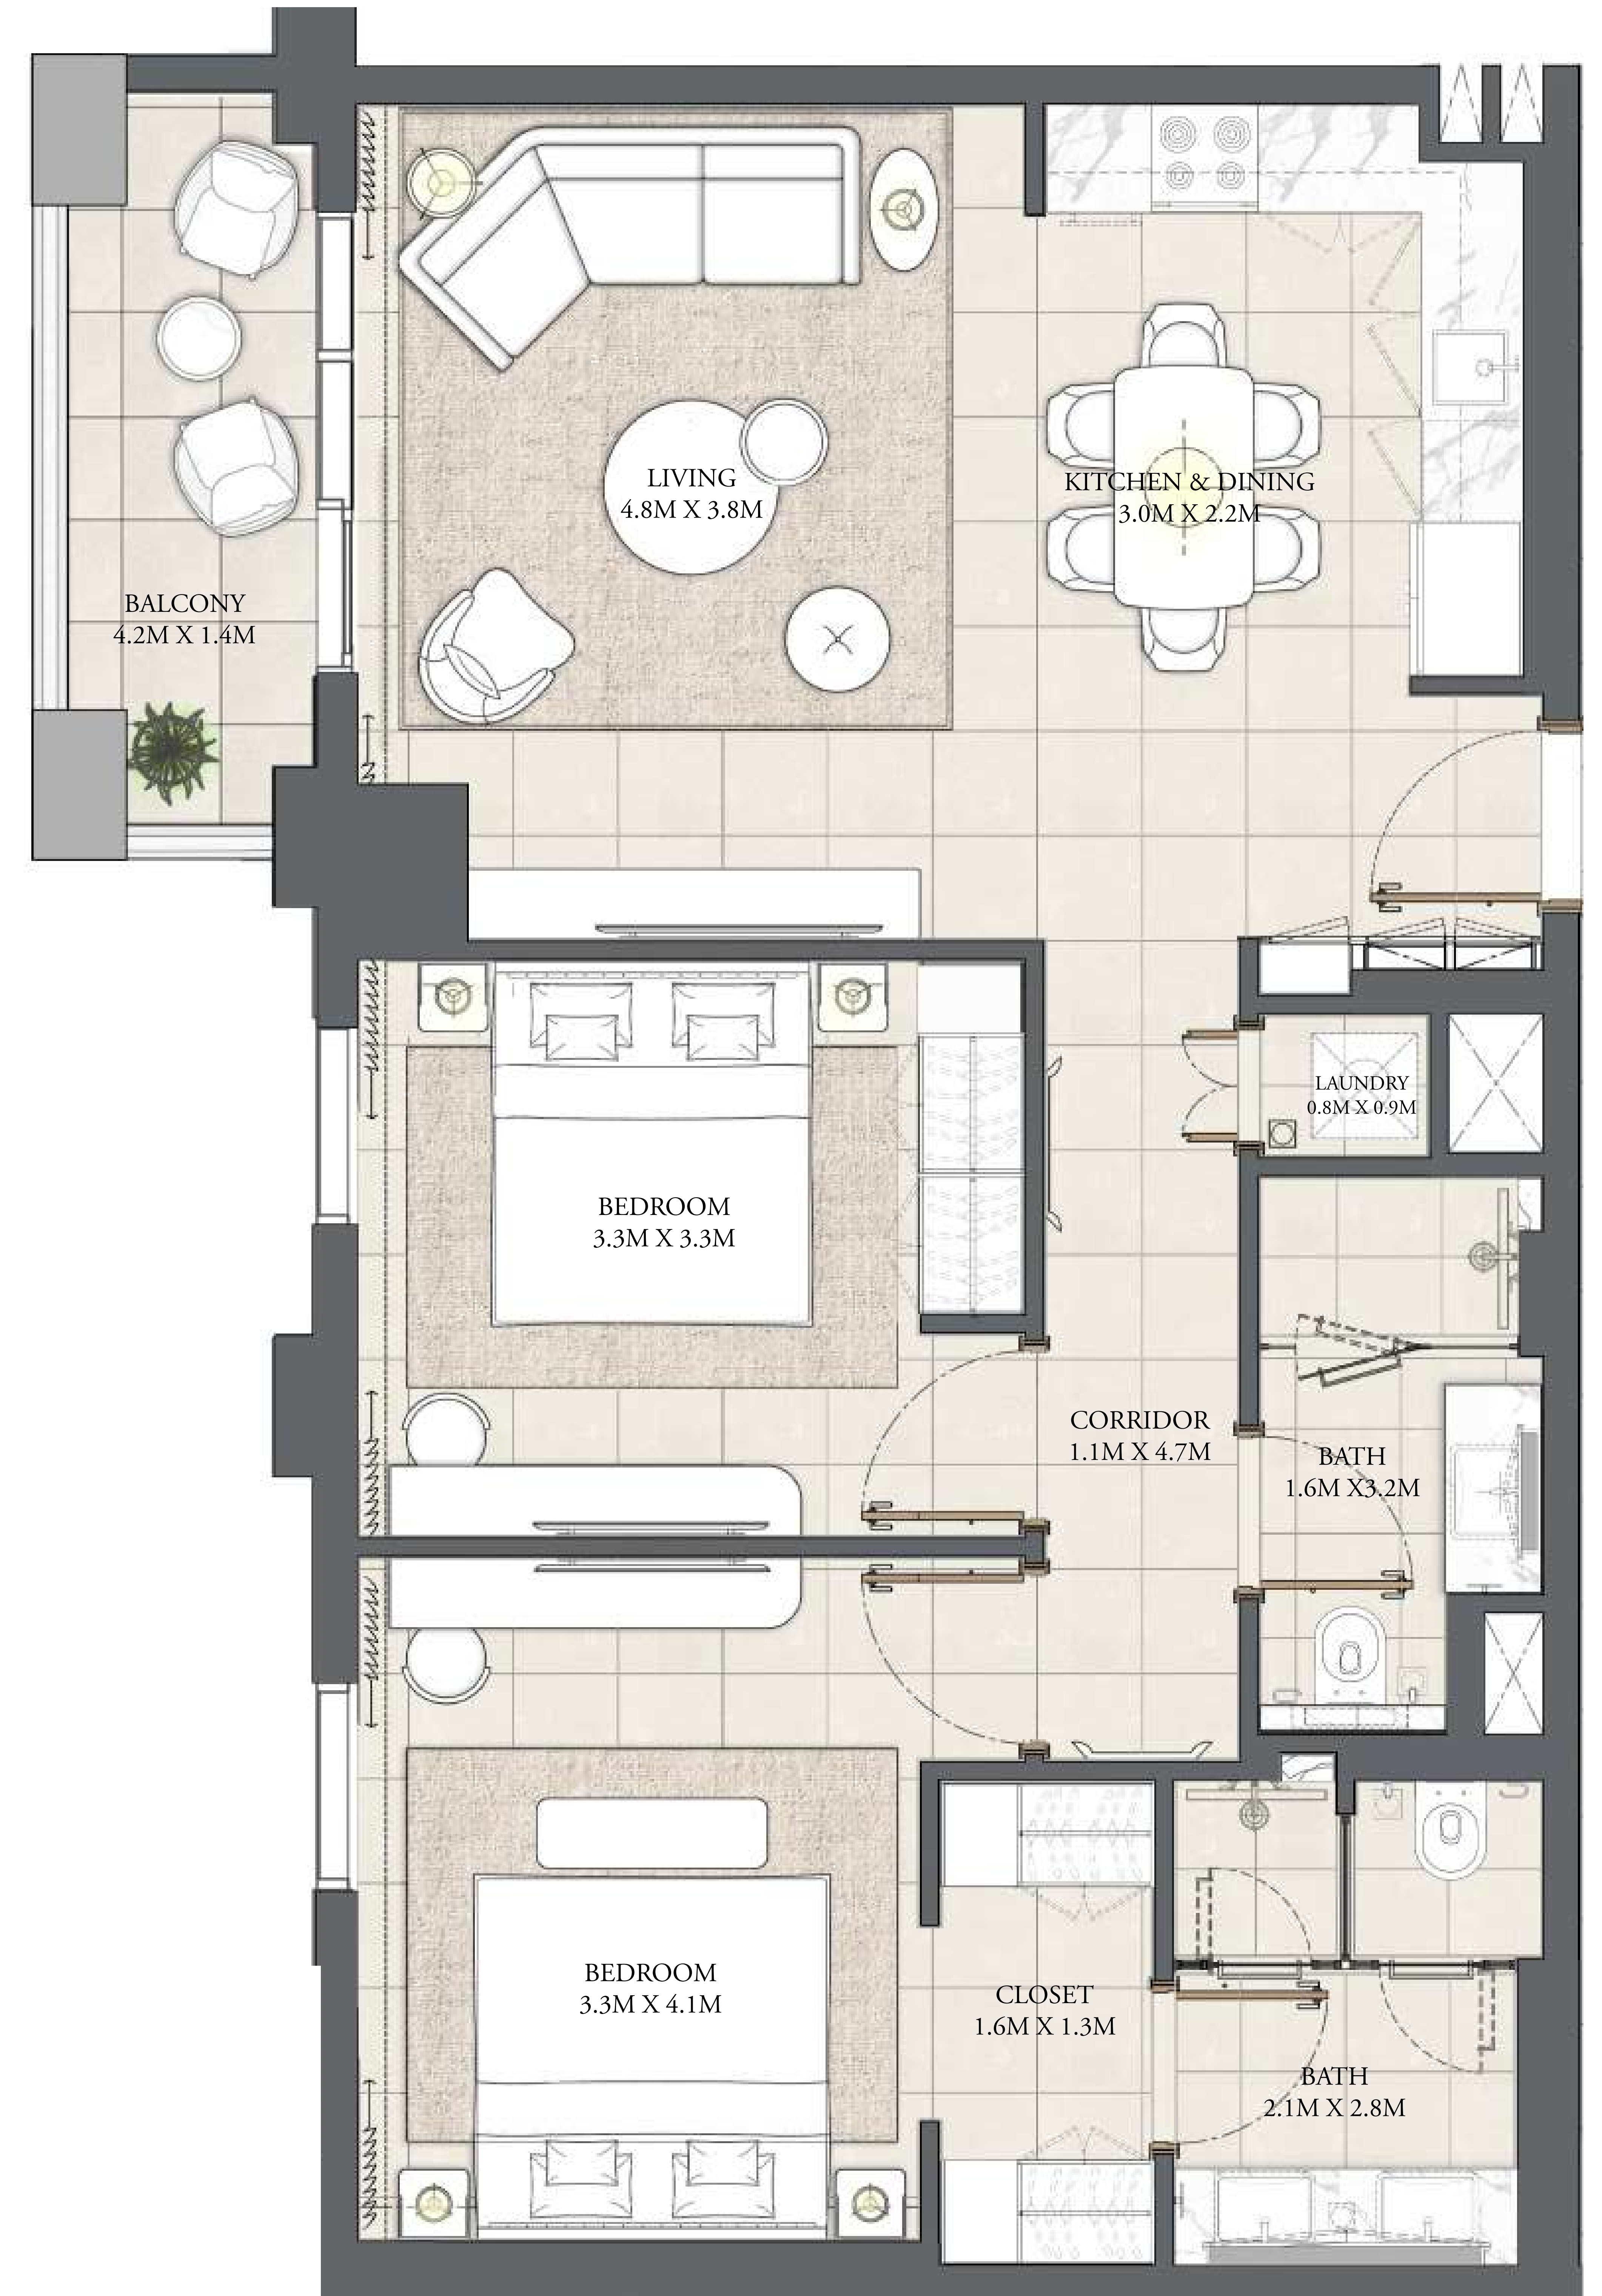 LIVING
4.8M X 3.8M
KITCHEN & DINING
3.0M X 2.2M
BALCONY
4.2M X 1.4M
LAUNDRY
0.8M X 0.9M
BEDROOM
3.3M X 3.3M
CORRIDOR
1.1M X 4.7M
BATH
1.6M X3.2M
BEDROOM
3.3M X 4.1M
CLOSET
1.6M X 1.3M
BATH
2.1M X 2.8M